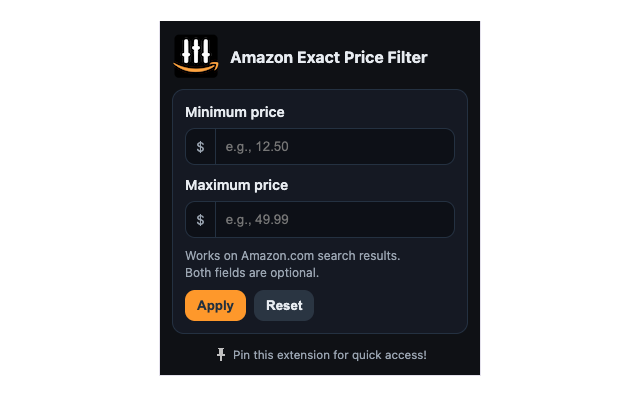 Amazon Exact Price Filter
Minimum price
$ e.g., 12.50
Maximum price
$ e.g., 49.99
Works on Amazon.com search results.
Both fields are optional.
Apply Reset
Pin this extension for quick access!